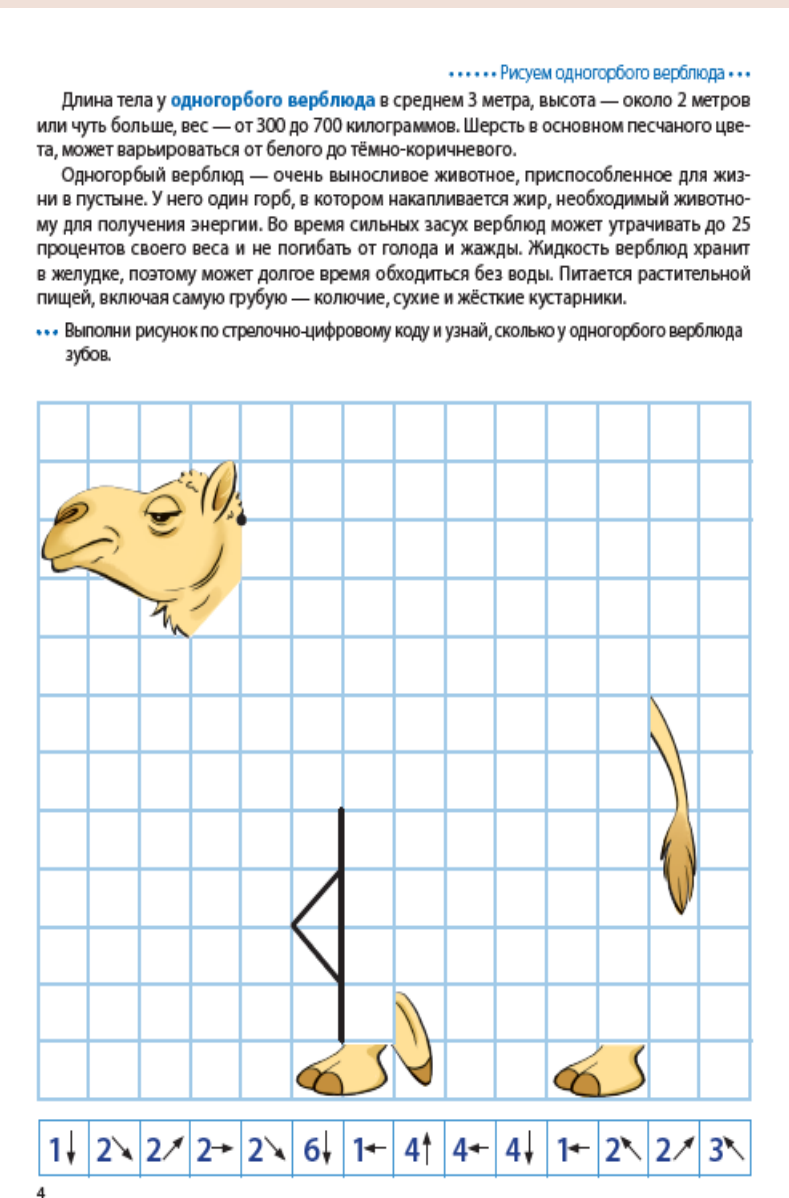 Рисуем одногорбого верблюда
Длина тела у одногорбого верблюда в среднем 3 метра, высота — около 2 метров
или чуть больше, вес — от 300 до 700 килограммов. Шерсть в основном песчаного цве-
та, может варьироваться от белого до тёмно-коричневого.
Одногорбый верблюд — очень выносливое животное, приспособленное для жиз-
ни в пустыне. У него один горб, в котором накапливается жир, необходимый животно-
му для получения энергии. Во время сильных засух верблюд может утрачивать до 25
процентов своего веса и не погибать от голода и жажды. Жидкость верблюд хранит
в желудке, поэтому может долгое время обходиться без воды. Питается растительной
пищей, включая самую грубую — колючие, сухие и жёсткие кустарники.
Выполни рисунок по стрелочно-цифровому коду и узнай, сколько у одногорбого верблюда
зубов.
1↓ 2↘ 2↗ 2→ 2↘ 6↓ 1← 4↑ 4← 4↓ 1← 2↖ 2↗ 3↖
4